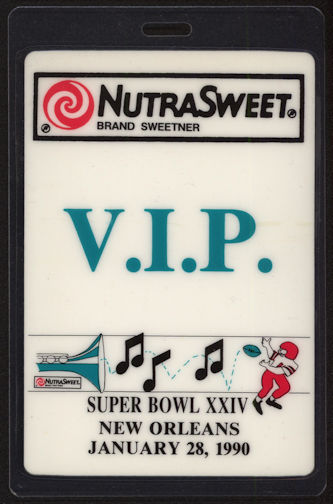 NUTRASWEET®
BRAND SWEETNER
®
V.I.P.
NUTRASWEET
SUPER BOWL XXIV
NEW ORLEANS
JANUARY 28, 1990